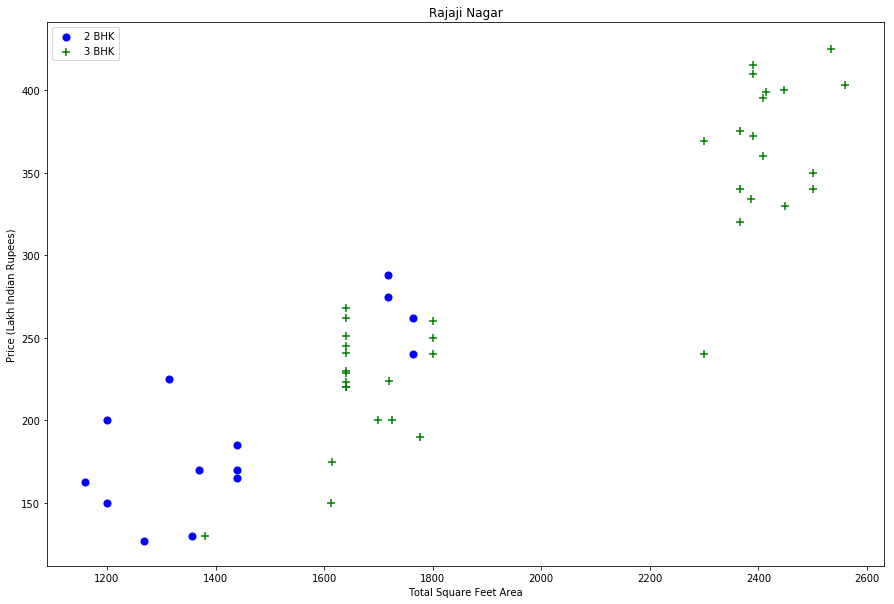 Rajaji Nagar
2 BHK
3 BHK
400
350
300
250
200
150
Price (Lakh Indian Rupees)
1200 1400 1600 1800 2000 2200 2400 2600
Total Square Feet Area